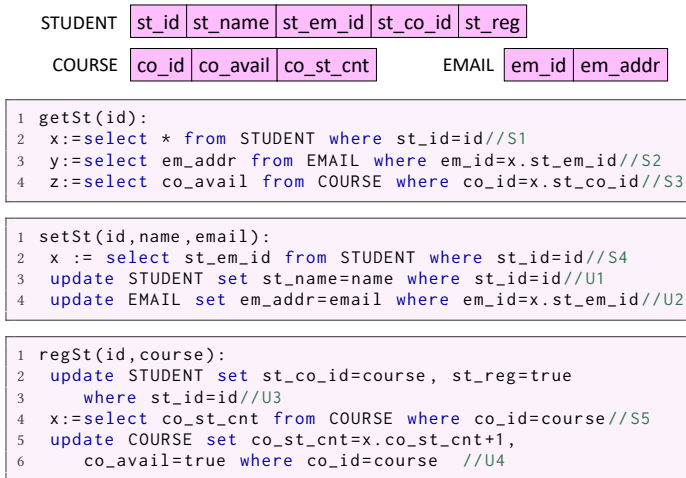 STUDENT st_id st_name st_em_id st_co_id st_reg
COURSE co_id co_avail co_st_cnt EMAIL em_id em_addr
1 getSt(id):
2 x:=select * from STUDENT where st_id=id//S1
3 y:=select em_addr from EMAIL where em_id=x.st_em_id//S2
4 z:=select co_avail from COURSE where co_id=x.st_co_id//S3
1 setSt(id,name,email):
2 x := select st_em_id from STUDENT where st_id=id//S4
3 update STUDENT set st_name=name where st_id=id//U1
4 update EMAIL set em_addr=email where em_id=x.st_em_id//U2
1 regSt(id,course):
2 update STUDENT set st_co_id=course, st_reg=true
3 where st_id=id//U3
4 x:=select co_st_cnt from COURSE where co_id=course//S5
5 update COURSE set co_st_cnt=x.co_st_cnt+1,
6 co_avail=true where co_id=course //U4